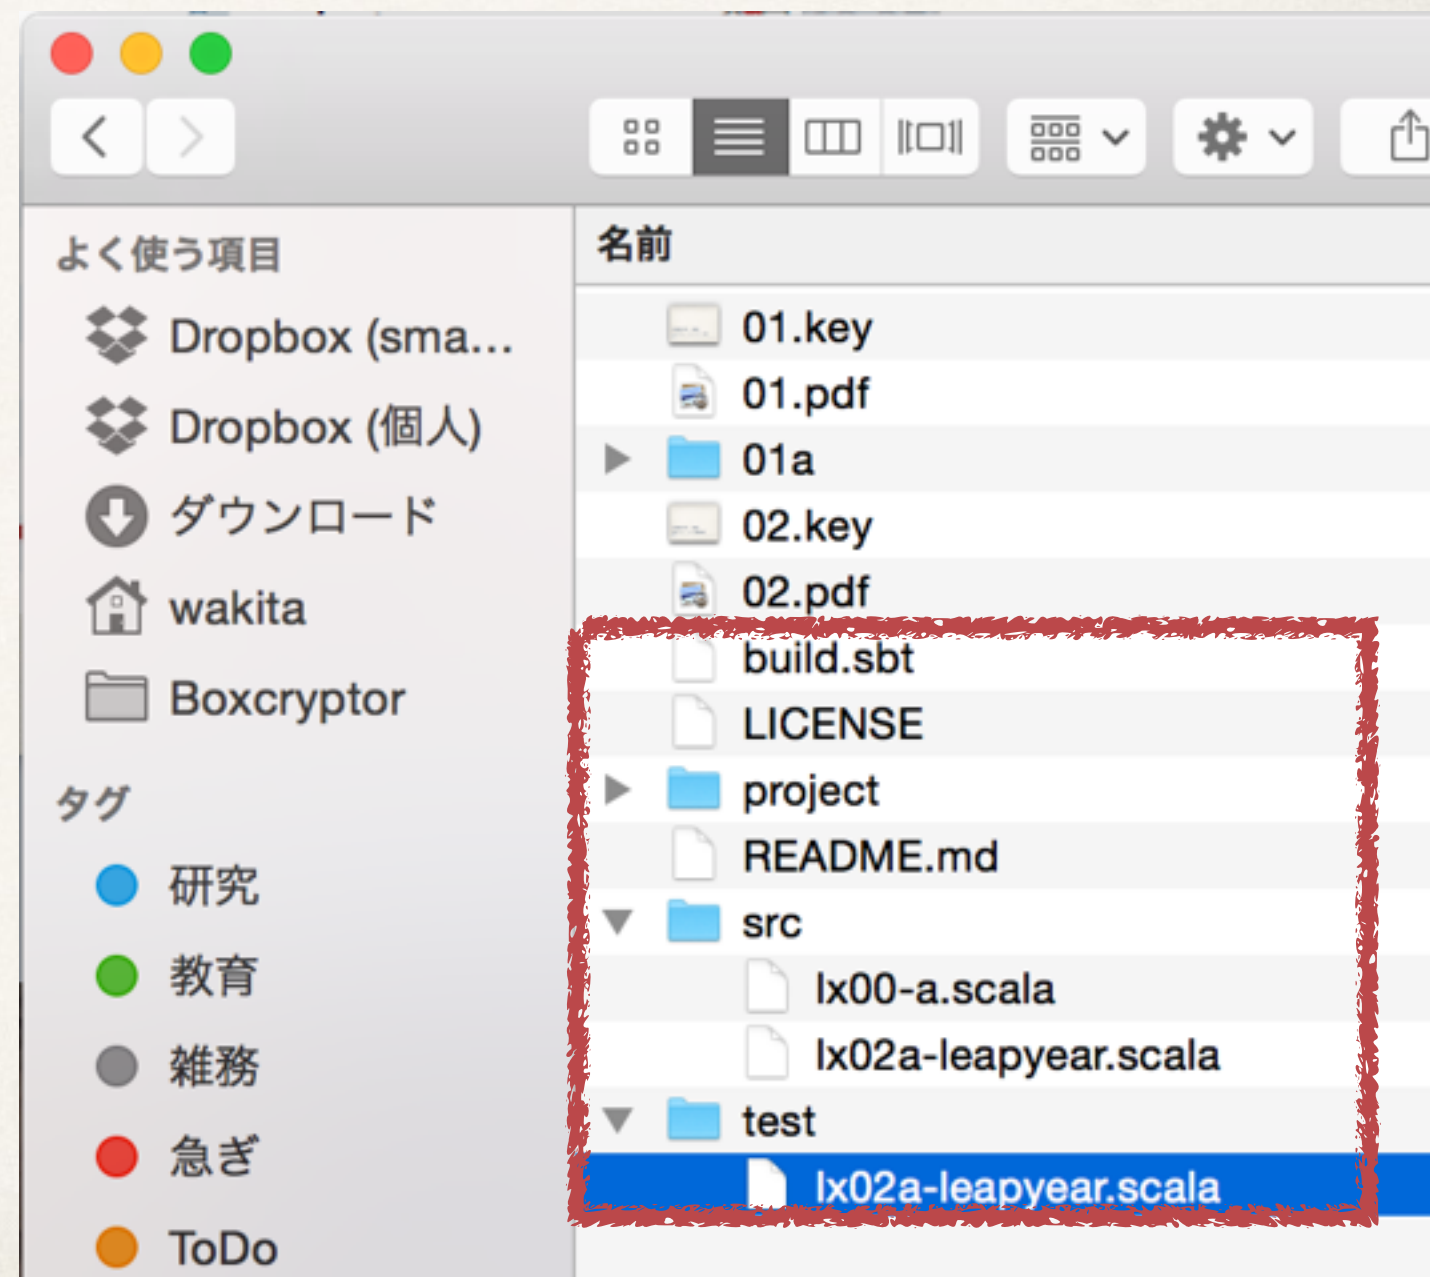 よく使う項目
Dropbox (sma...
Dropbox (個人)
ダウンロード
wakita
Boxcryptor
タグ
研究
教育
雑務
急ぎ
ToDo
名前
01.key
01.pdf
01a
02.key
02.pdf
build.sbt
LICENSE
project
README.md
src
lx00-a.scala
lx02a-leapyear.scala
test
lx02a-leapyear.scala